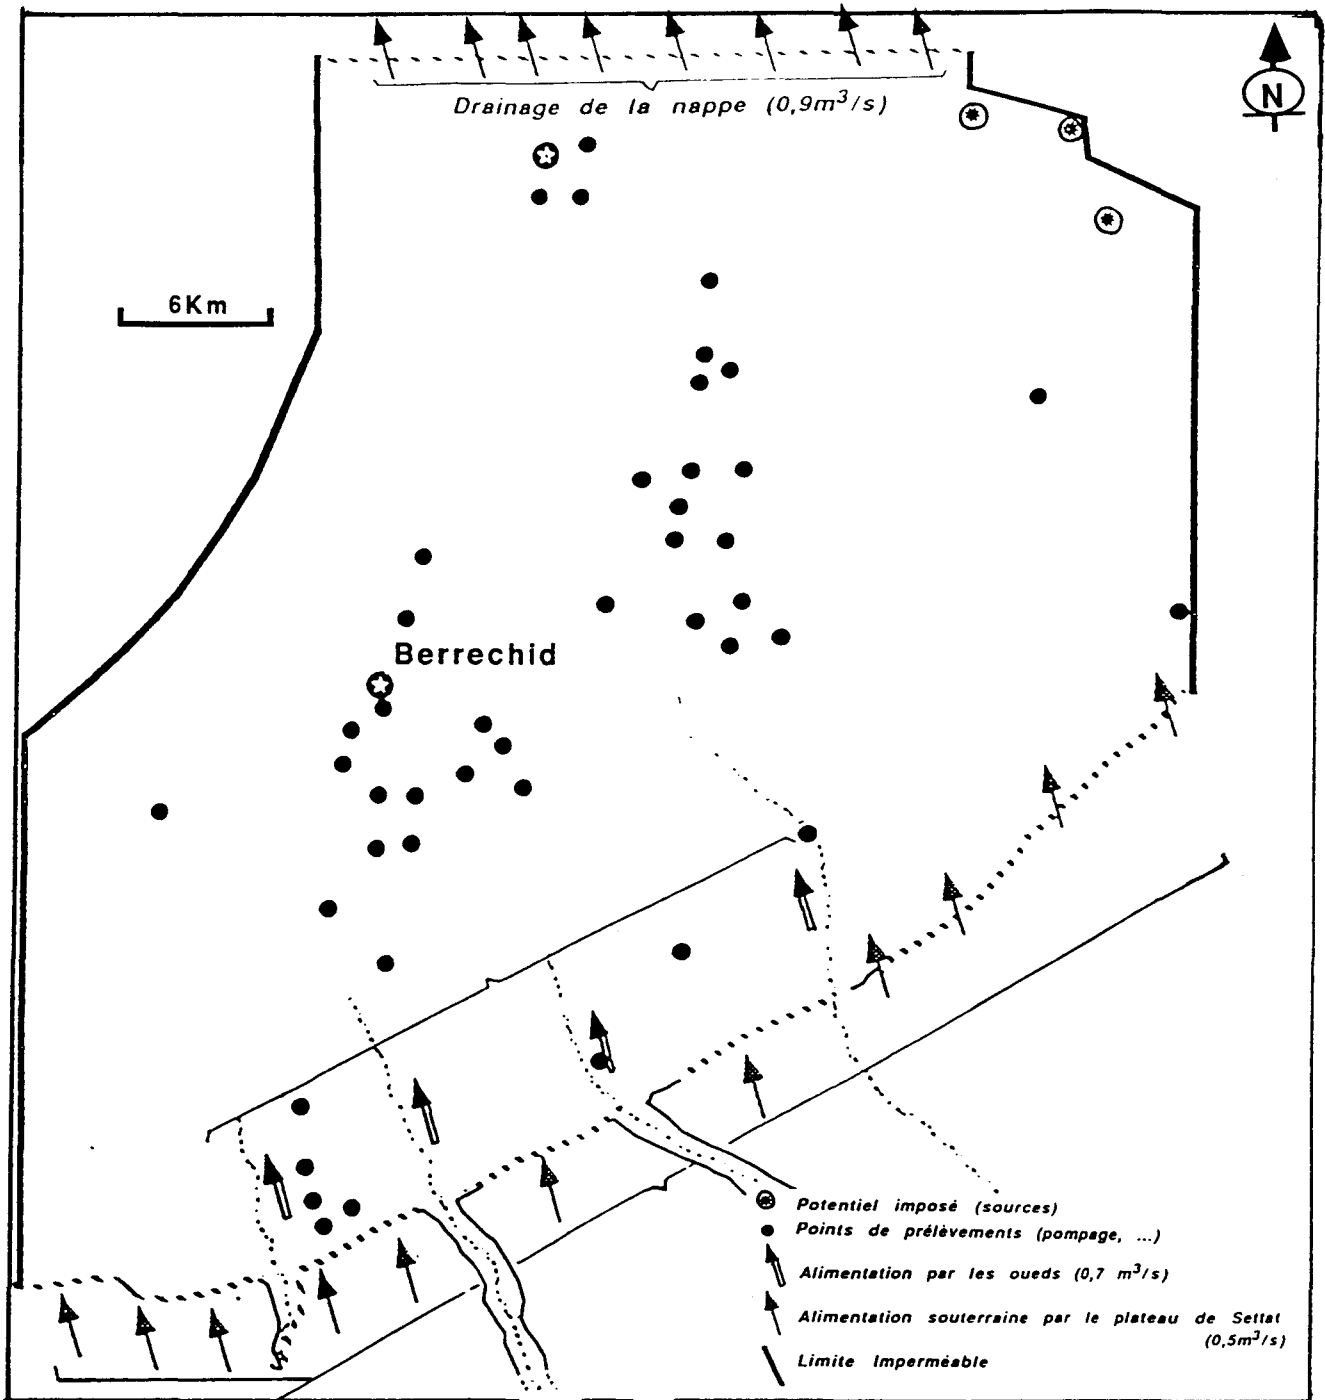 Drainage de la nappe (0,9m³/s)
N
6Km
Berrechid
Potentiel imposé (sources)
Points de prélèvements (pompage, ...)
Alimentation par les oueds (0,7 m³/s)
Alimentation souterraine par le plateau de Settat
(0,5m³/s)
Limite Imperméable